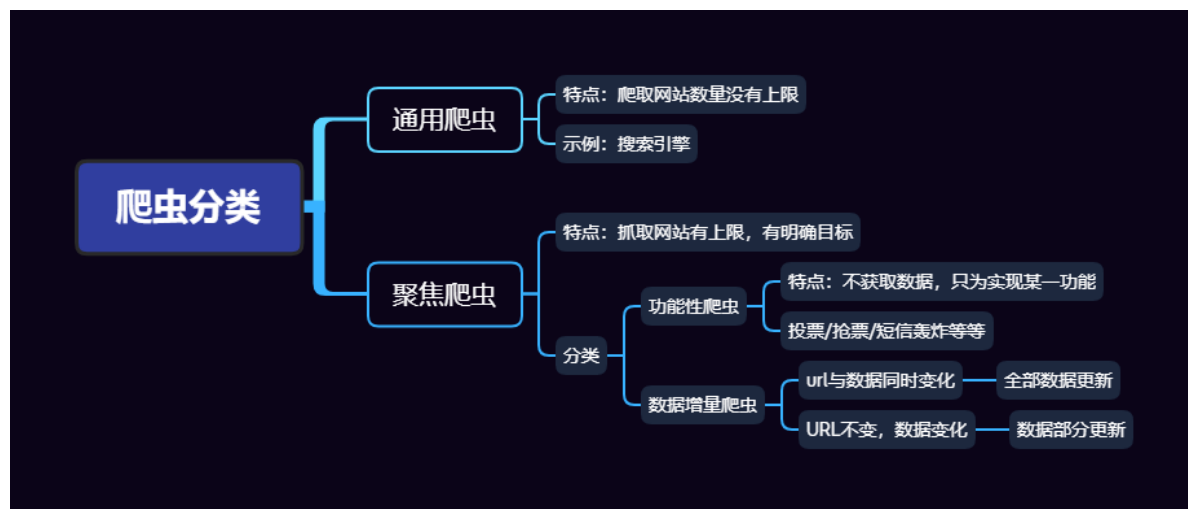 爬虫分类
通用爬虫
特点：爬取网站数量没有上限
示例：搜索引擎
聚焦爬虫
特点：抓取网站有上限，有明确目标
分类
功能性爬虫
特点：不获取数据，只为实现某一功能
投票/抢票/短信轰炸等等
数据增量爬虫
url与数据同时变化
全部数据更新
URL不变，数据变化
数据部分更新